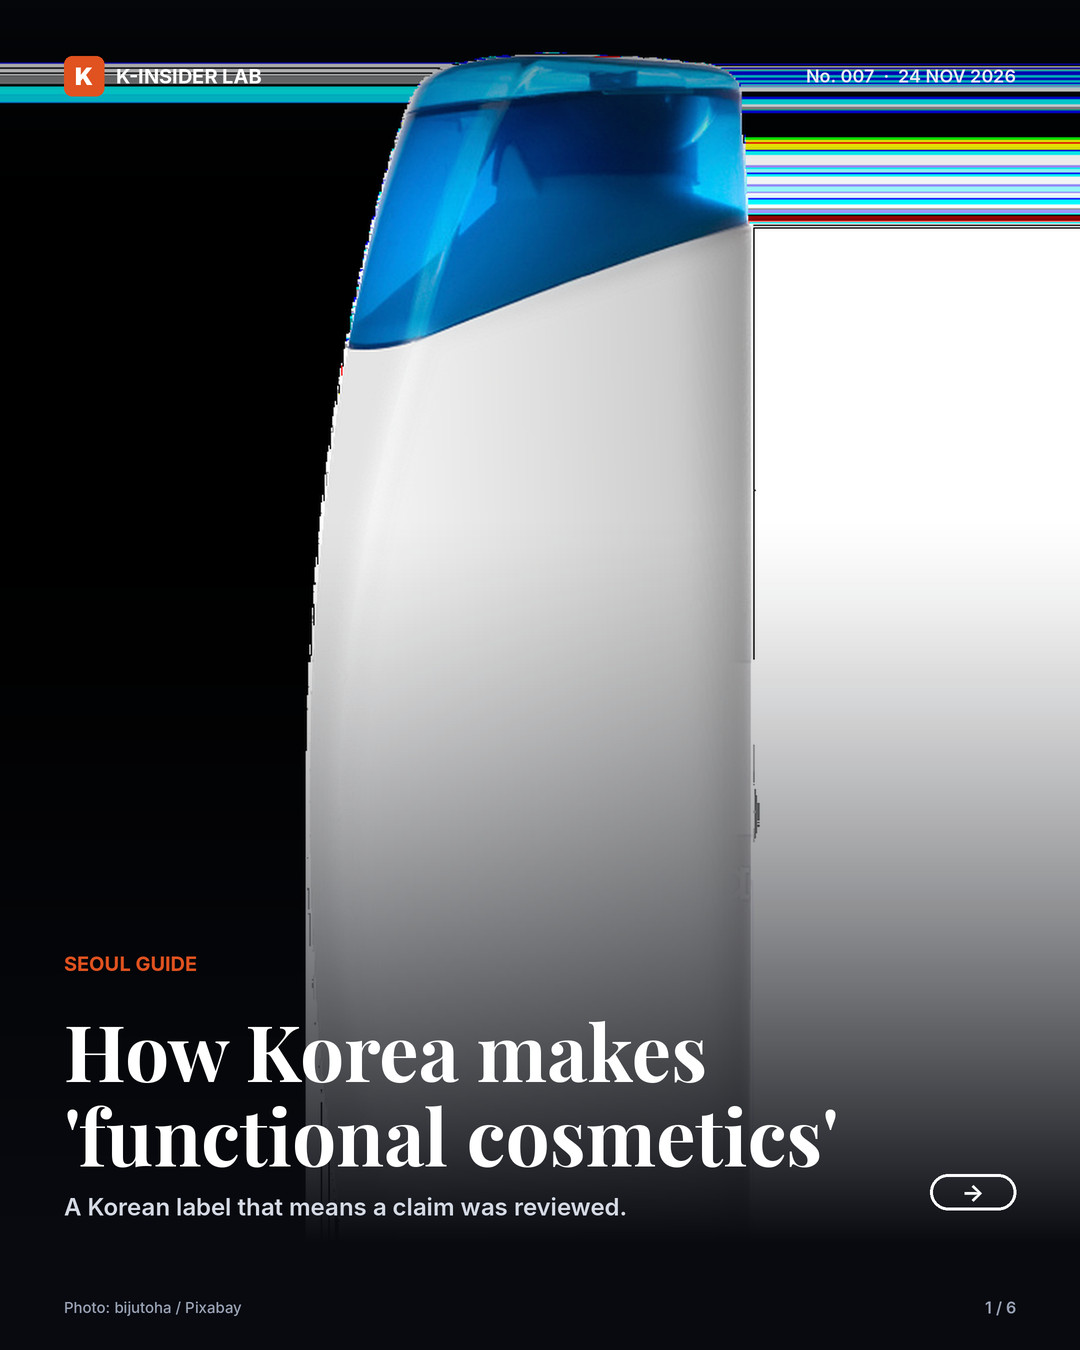 K K-INSIDER LAB
No. 007 · 24 NOV 2026
SEOUL GUIDE
How Korea makes
'functional cosmetics'
A Korean label that means a claim was reviewed.
→
Photo: bijutoha / Pixabay
1 / 6